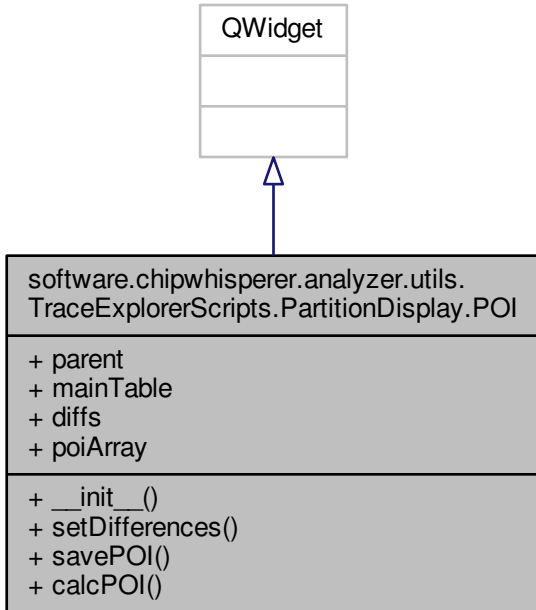 QWidget
software.chipwhisperer.analyzer.utils.
TraceExplorerScripts.PartitionDisplay.POI
+ parent
+ mainTable
+ diffs
+ poiArray
+ __init__()
+ setDifferences()
+ savePOI()
+ calcPOI()